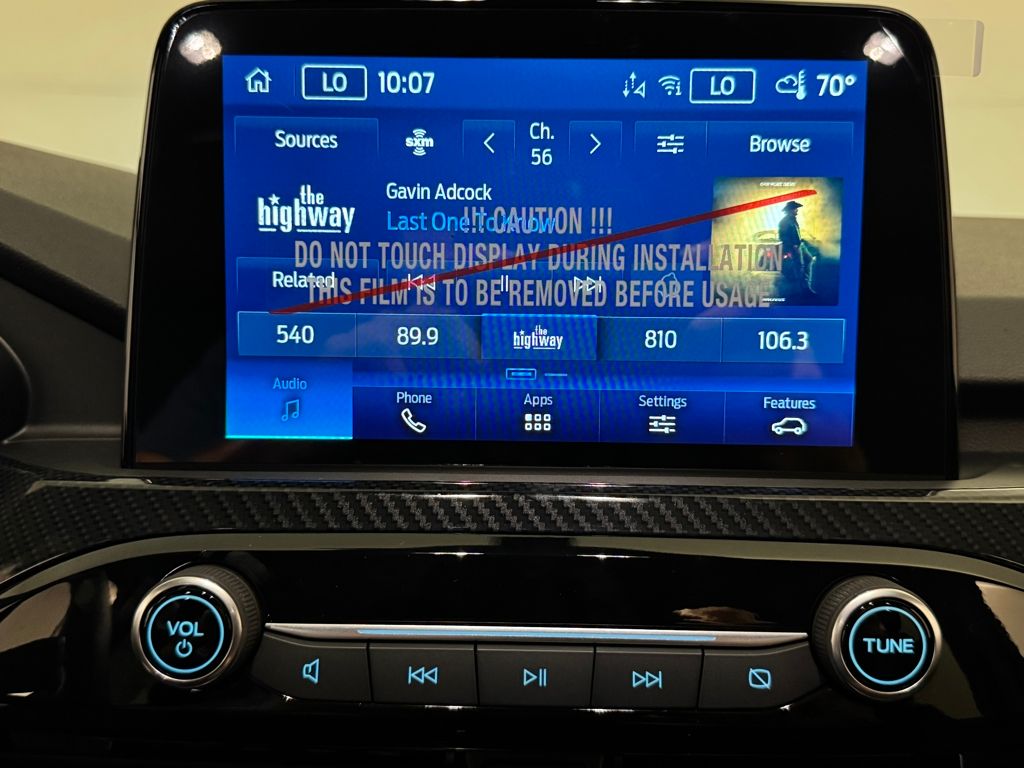 LO 10:07 LO 70°
Sources sxm Ch. 56 Browse
the highway
Gavin Adcock
Last One To Know
!!! CAUTION !!!
DO NOT TOUCH DISPLAY DURING INSTALLATION
THIS FILM IS TO BE REMOVED BEFORE USAGE
Related
540 89.9 the highway 810 106.3
Audio Phone Apps Settings Features
VOL TUNE